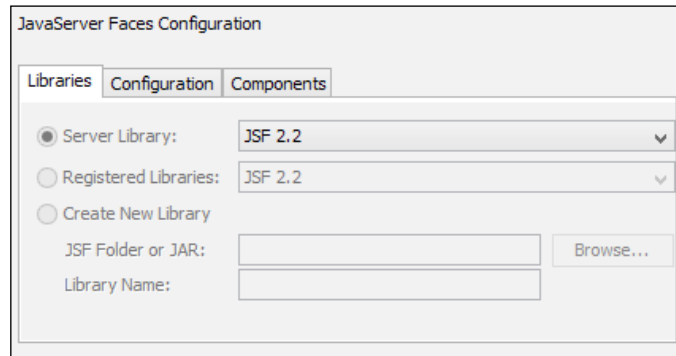 JavaServer Faces Configuration
Libraries Configuration Components
Server Library: JSF 2.2
Registered Libraries: JSF 2.2
Create New Library
JSF Folder or JAR: Browse...
Library Name: